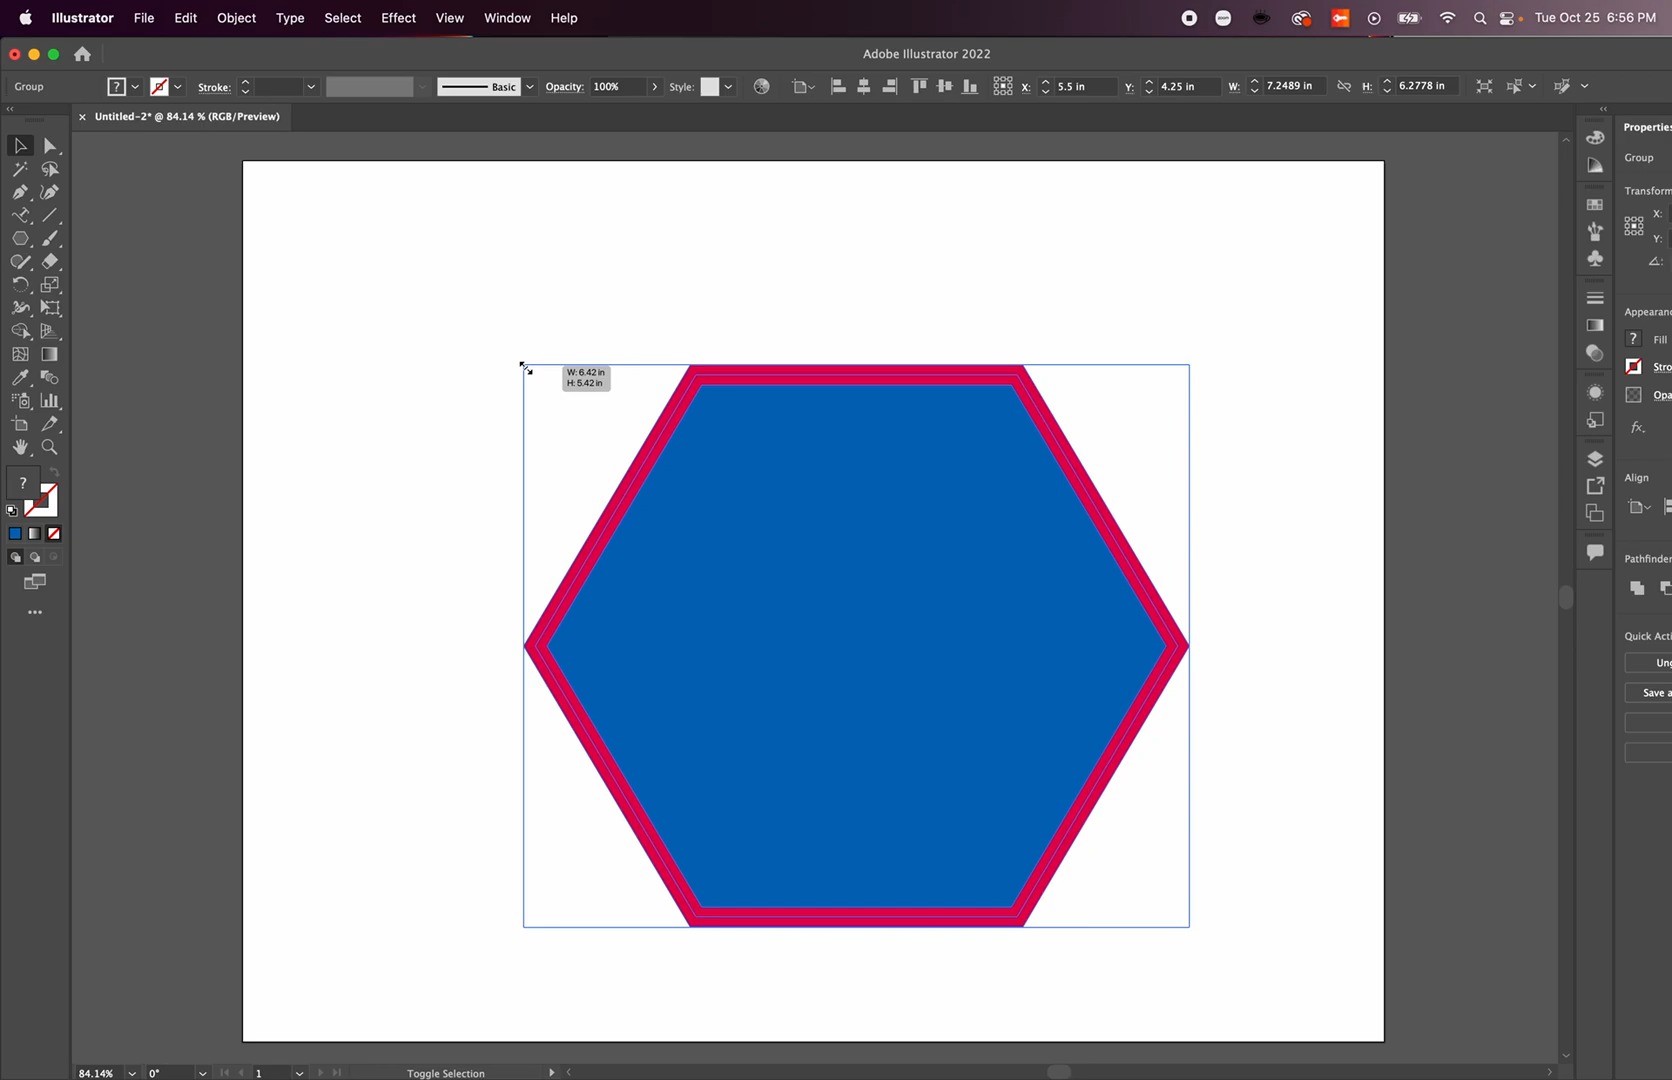 Illustrator File Edit Object Type Select Effect View Window Help Tue Oct 25 6:56 PM
Adobe Illustrator 2022
Group ? Stroke: Basic Opacity: 100% Style: X: 5.5 in Y: 4.25 in W: 7.2489 in H: 6.2778 in
× Untitled-2* @ 84.14 % (RGB/Preview)
Properties
Group
Transform
X:
Y:
Appearanc
? Fill
Stro
Opa
fx.
Align
Pathfinder
Quick Acti
Ung
Save a
W: 6.42 in
H: 5.42 in
?
84.14% 0° 1 Toggle Selection